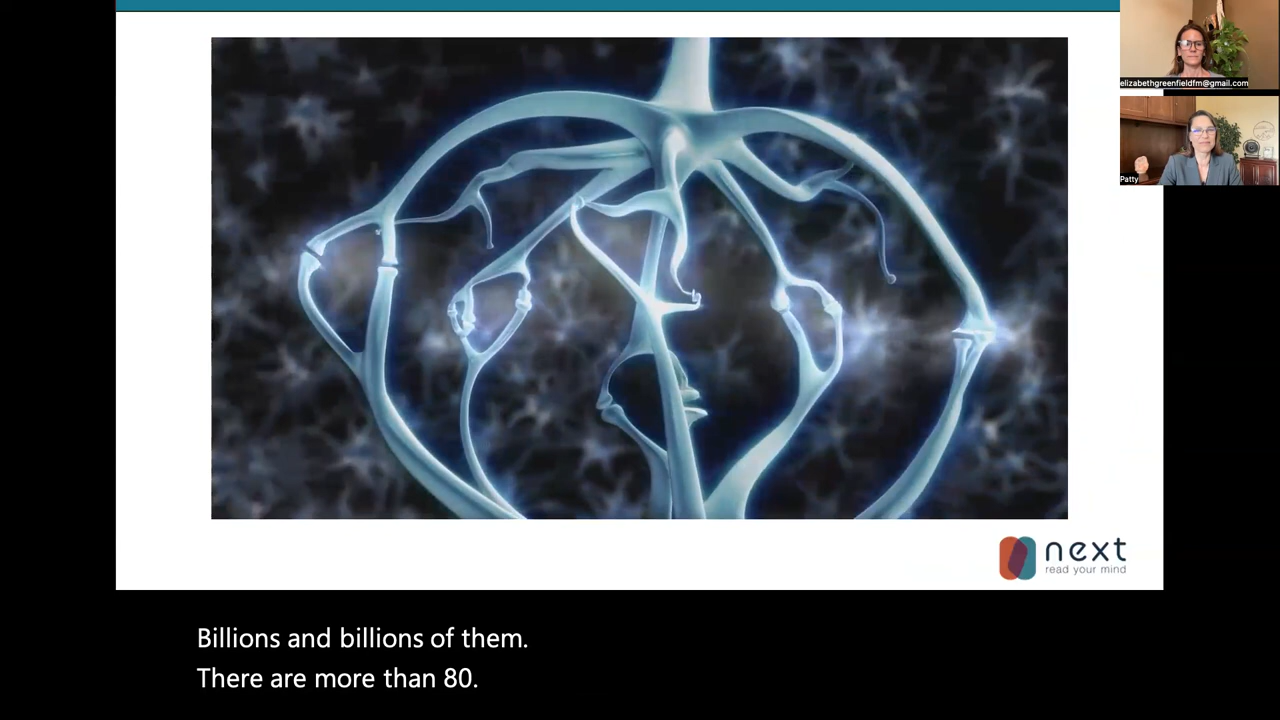 elizabethgreenfieldfm@gmail.com
Patty
next
read your mind
Billions and billions of them.
There are more than 80.